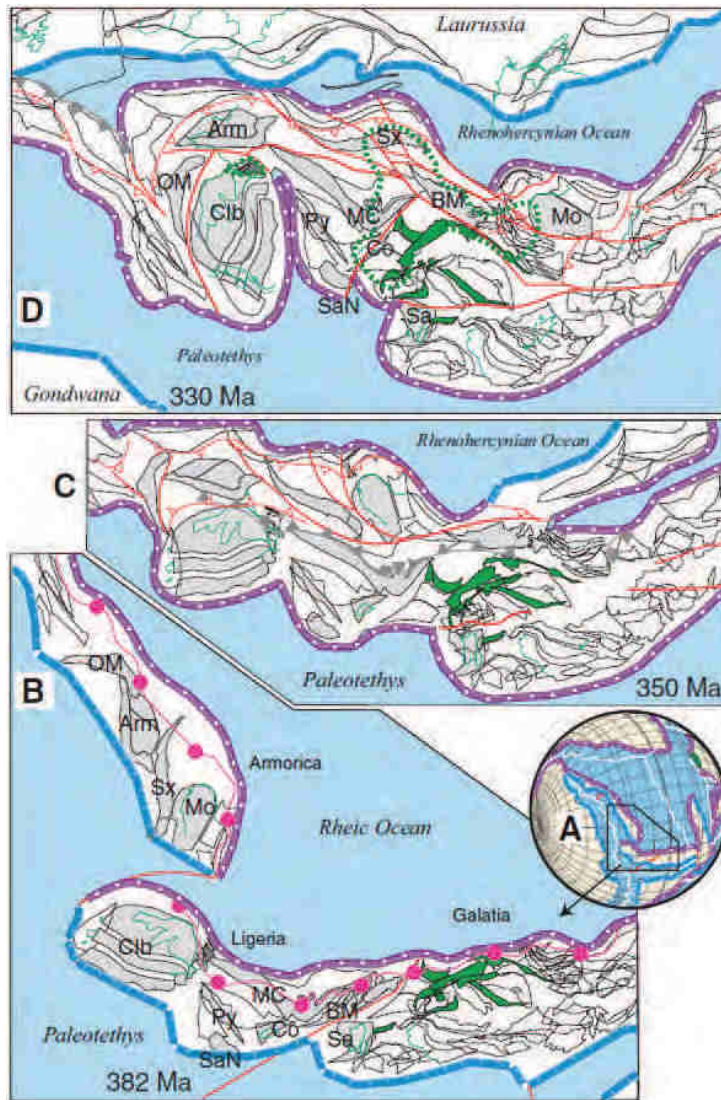 Laurussia
Rhenohercynian Ocean
Arm
Sx
OM
BM
Clb
MC
Mo
Py
Co
SaN
Sa
D
Paleotethys
Gondwana
330 Ma
C
Rhenohercynian Ocean
Paleotethys
350 Ma
B
OM
Arm
Armorica
Sx
Mo
Rheic Ocean
A
Clb
Ligeria
Galatia
MC
BM
Py
Co
Sa
Paleotethys
SaN
382 Ma